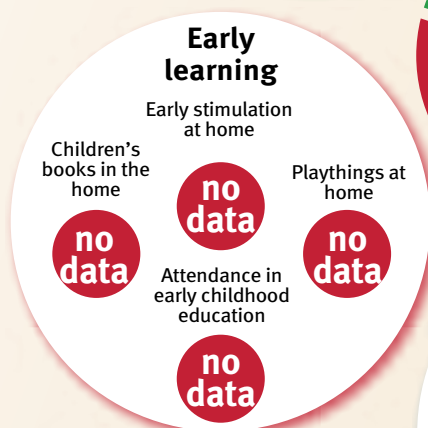 Early
learning
Early stimulation
at home
no
data
Children's
books in the
home
no
data
Playthings at
home
no
data
Attendance in
early childhood
education
no
data